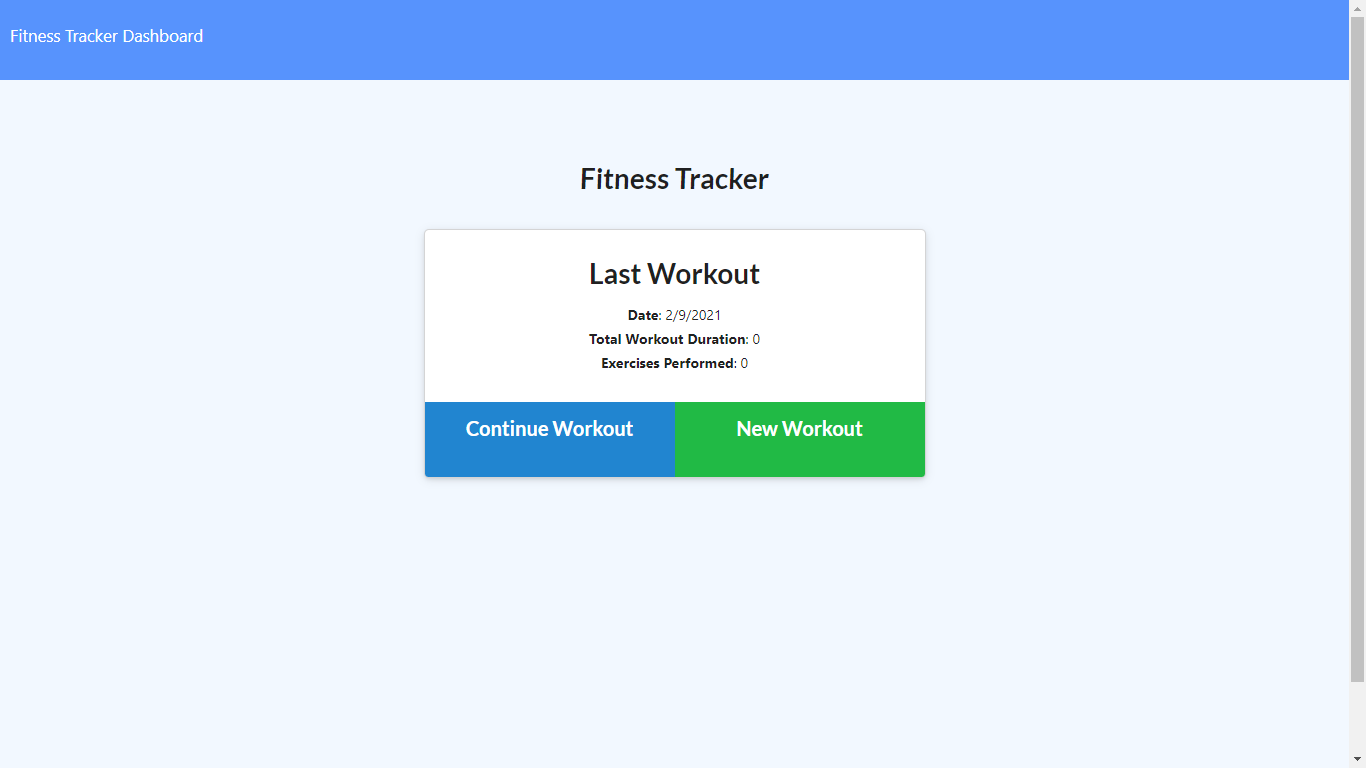 Fitness Tracker Dashboard
Fitness Tracker
Last Workout
Date: 2/9/2021
Total Workout Duration: 0
Exercises Performed: 0
Continue Workout New Workout